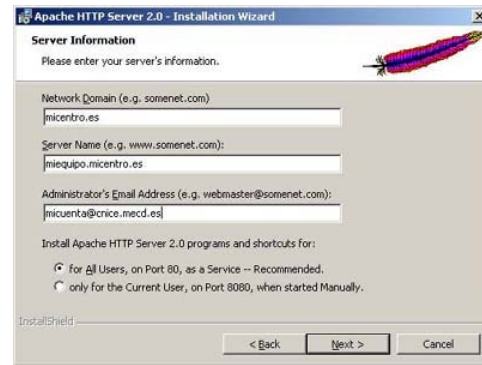 Apache HTTP Server 2.0 - Installation Wizard
Server Information
Please enter your server's information.
Network Domain (e.g. somenet.com)
micentro.es
Server Name (e.g. www.somenet.com):
miequipo.micentro.es
Administrator's Email Address (e.g. webmaster@somenet.com):
micuenta@cnice.mecd.es
Install Apache HTTP Server 2.0 programs and shortcuts for:
for All Users, on Port 80, as a Service -- Recommended.
only for the Current User, on Port 8080, when started Manually.
InstallShield
< Back Next > Cancel